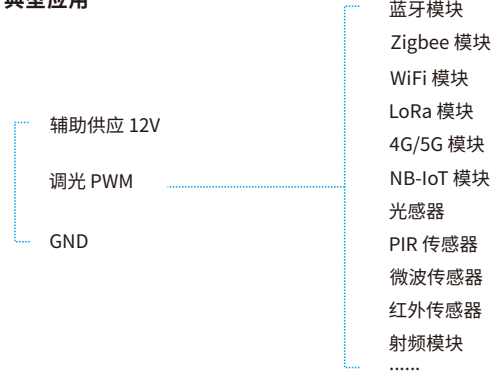 典型应用
辅助供应 12V
调光 PWM
GND
蓝牙模块
Zigbee 模块
WiFi 模块
LoRa 模块
4G/5G 模块
NB-IoT 模块
光感器
PIR 传感器
微波传感器
红外传感器
射频模块
······